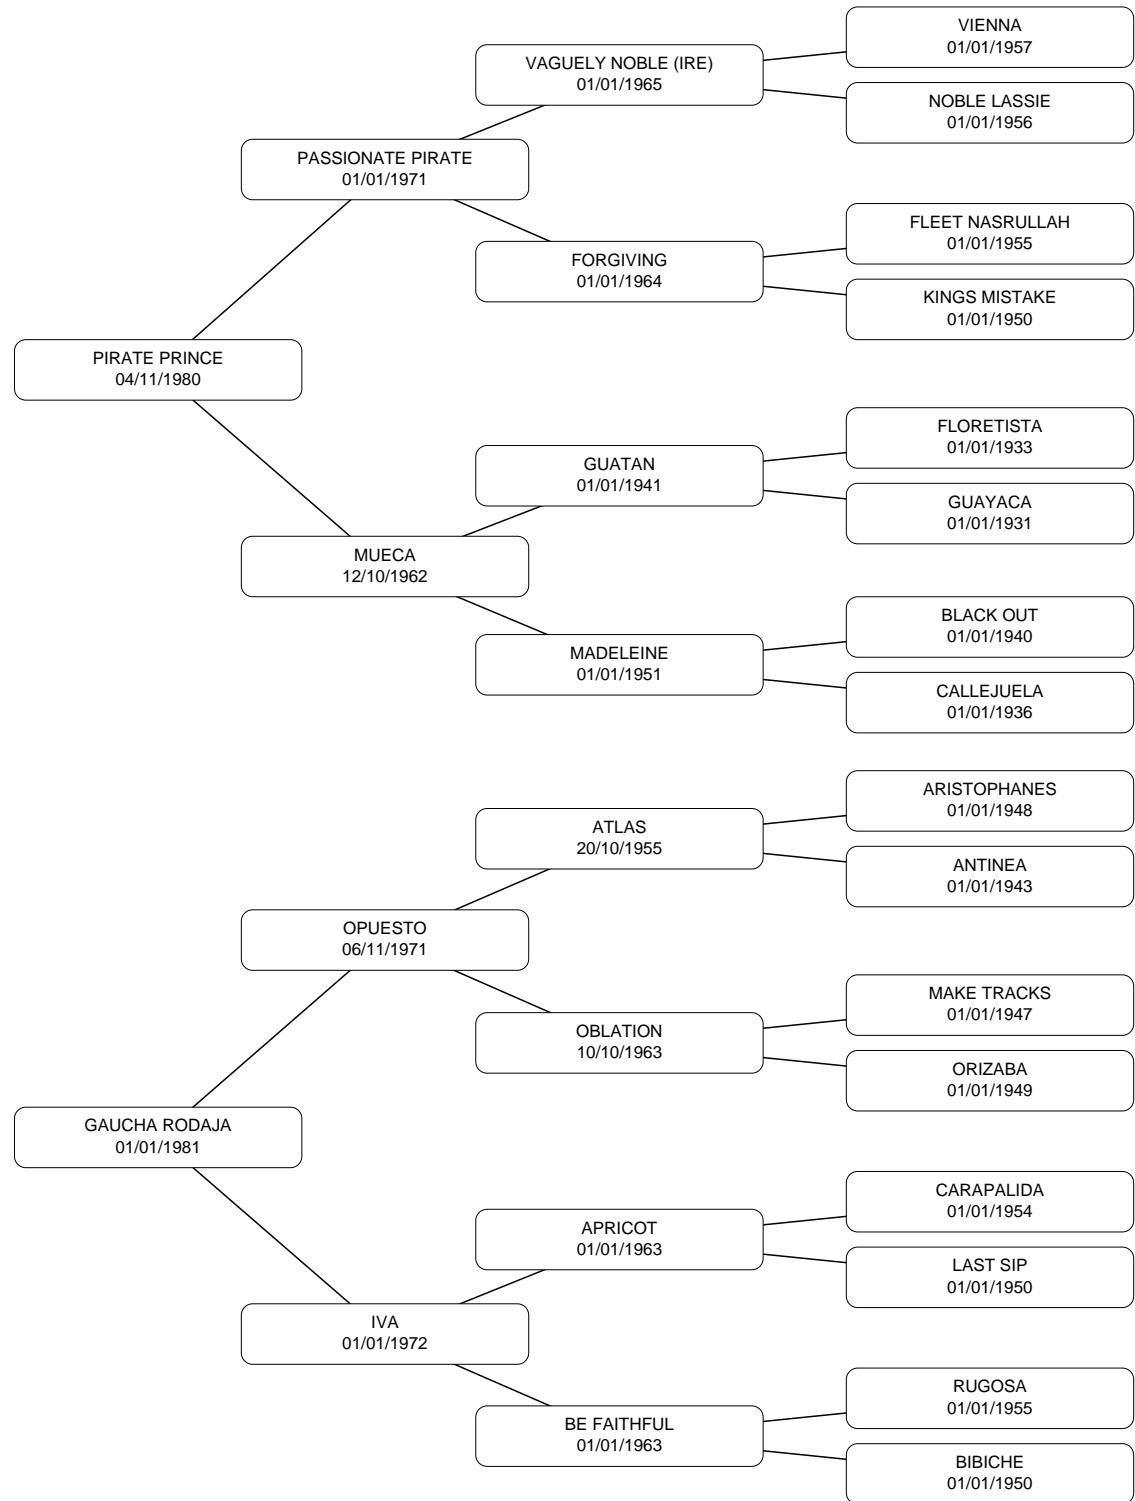 VIENNA
01/01/1957
VAGUELY NOBLE (IRE)
01/01/1965
NOBLE LASSIE
01/01/1956
PASSIONATE PIRATE
01/01/1971
FLEET NASRULLAH
01/01/1955
FORGIVING
01/01/1964
KINGS MISTAKE
01/01/1950
PIRATE PRINCE
04/11/1980
FLORETISTA
01/01/1933
GUATAN
01/01/1941
GUAYACA
01/01/1931
MUECA
12/10/1962
BLACK OUT
01/01/1940
MADELEINE
01/01/1951
CALLEJUELA
01/01/1936
ARISTOPHANES
01/01/1948
ATLAS
20/10/1955
ANTINEA
01/01/1943
OPUESTO
06/11/1971
MAKE TRACKS
01/01/1947
OBLATION
10/10/1963
ORIZABA
01/01/1949
GAUCHA RODAJA
01/01/1981
CARAPALIDA
01/01/1954
APRICOT
01/01/1963
LAST SIP
01/01/1950
IVA
01/01/1972
RUGOSA
01/01/1955
BE FAITHFUL
01/01/1963
BIBICHE
01/01/1950